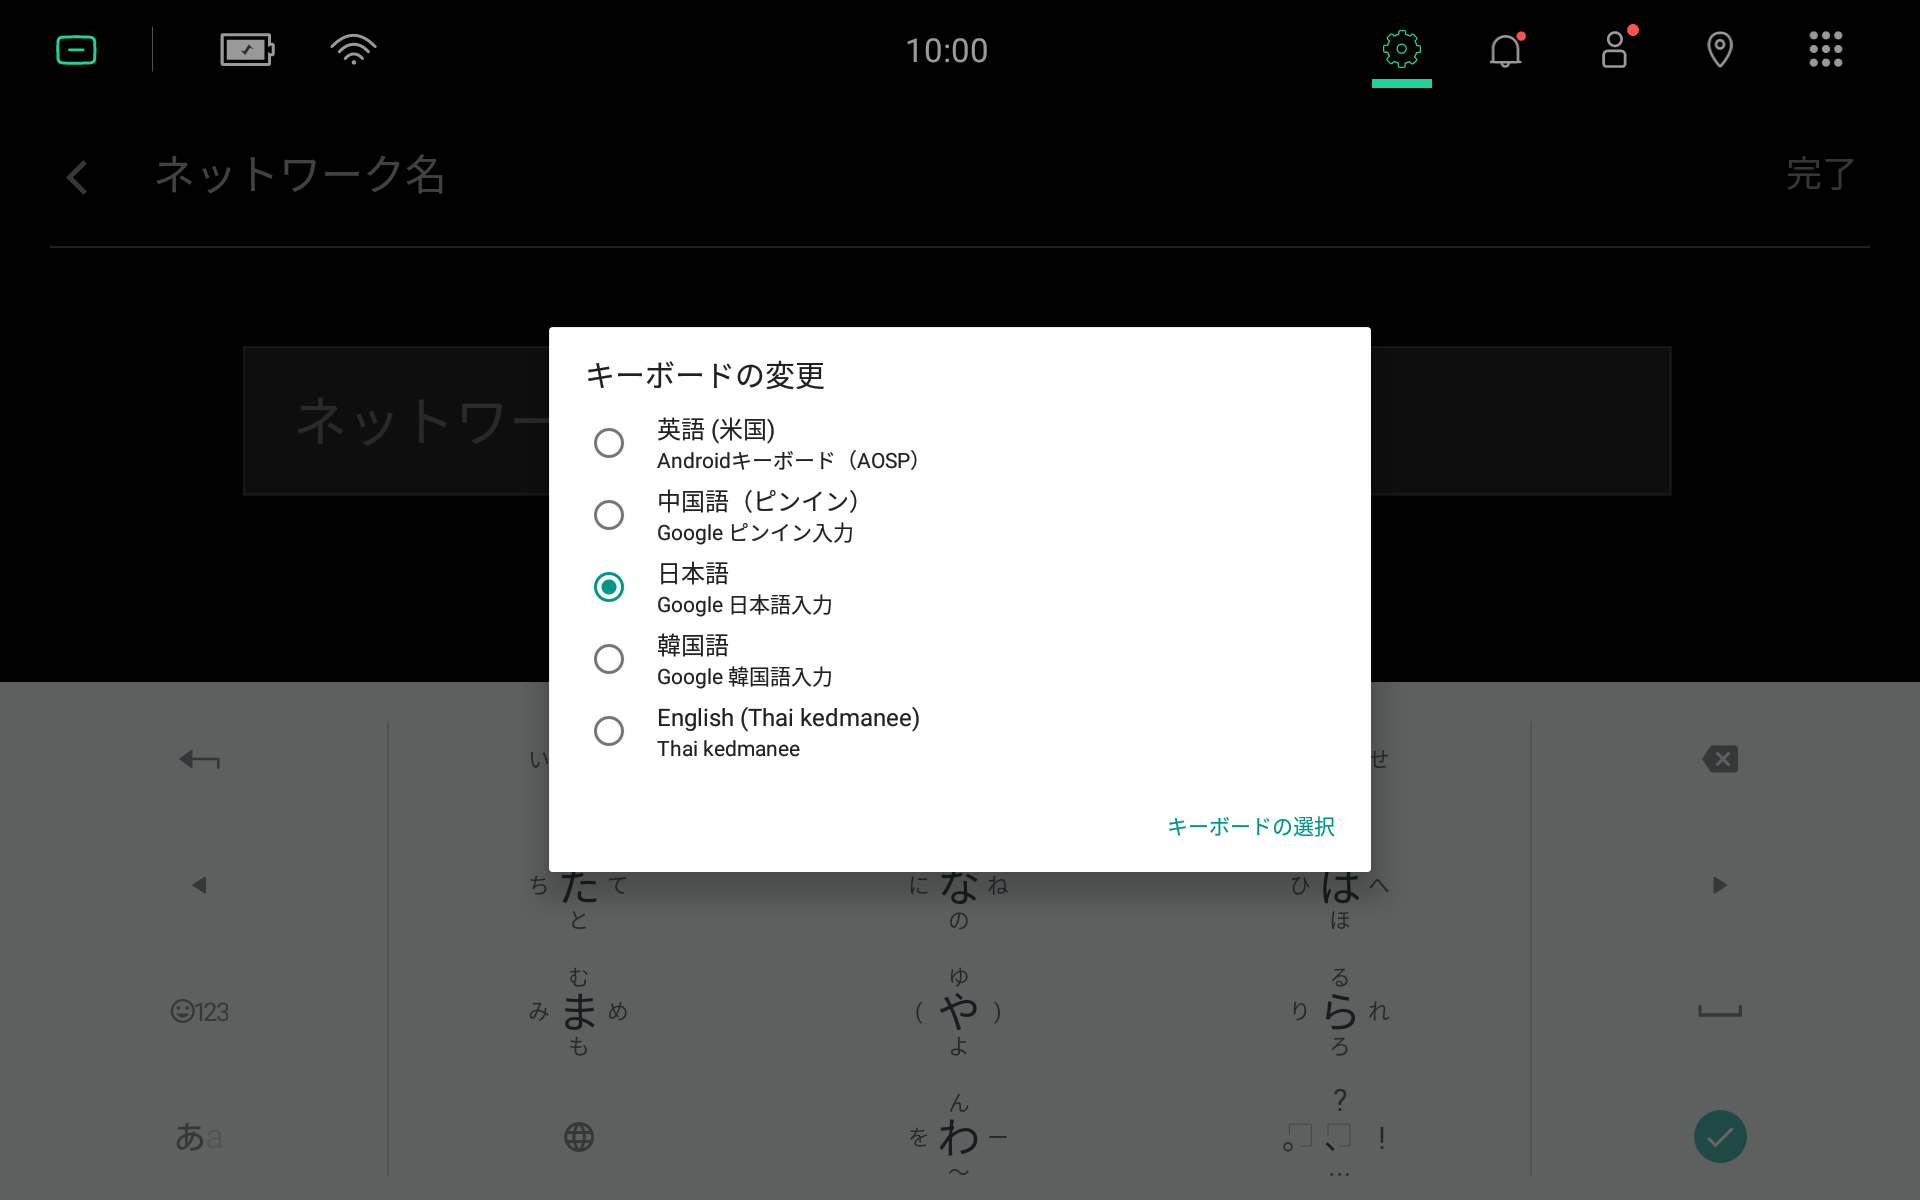 10:00
ネットワーク名
完了
ネットワー
キーボードの変更
英語 (米国)
Androidキーボード（AOSP）
中国語（ピンイン）
Google ピンイン入力
日本語
Google 日本語入力
韓国語
Google 韓国語入力
English (Thai kedmanee)
Thai kedmanee
キーボードの選択
い
せ
ち た て
と
に な ね
の
ひ は へ
ほ
123
む
み ま め
も
ゆ
( や )
よ
る
り ら れ
ろ
あa
ん
を わ ー
～
?
。 、 !
…